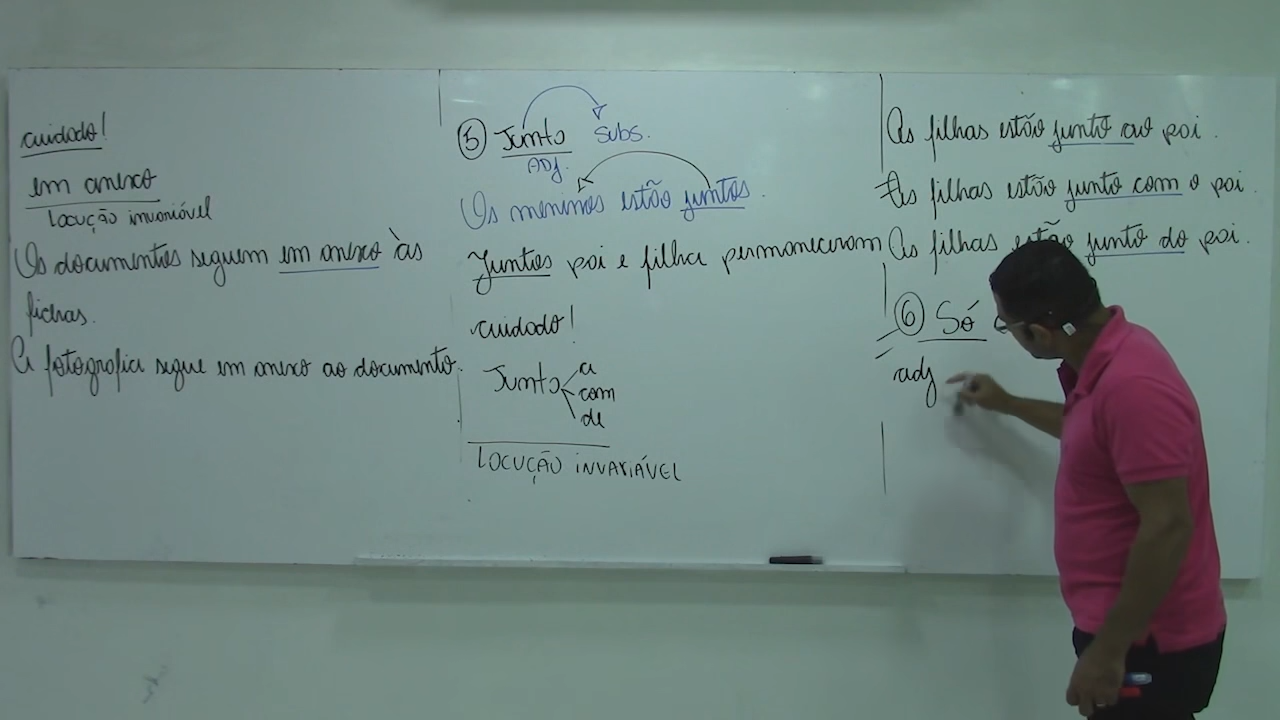 cuidado!
em anexo
Locução invariável
Os documentos seguem em anexo às
fichas.
A fotografia segue em anexo ao documento.
5 Junto subs.
Adj.
Os meninos estão juntos.
Juntos pai e filha permaneceram
cuidado!
Junto a
com
de
LOCUÇÃO INVARIÁVEL
As filhas estão junto ao pai.
As filhas estão junto com o pai.
As filhas estão junto do pai.
6 Só
adj